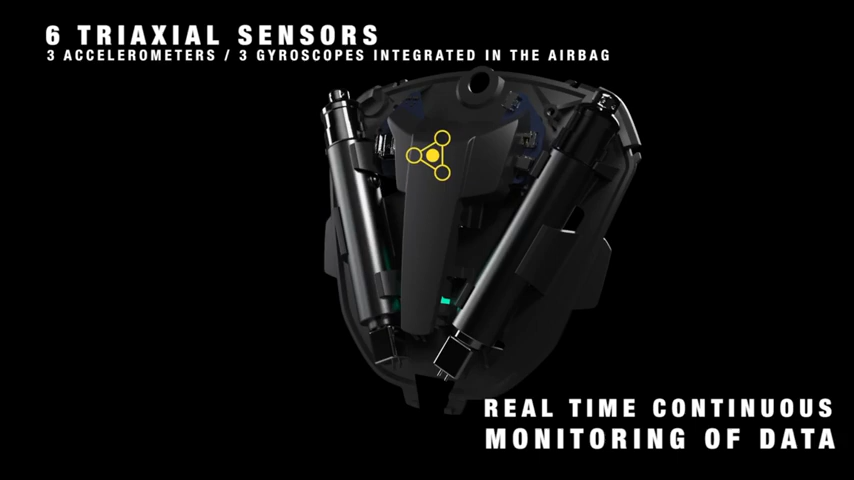 6 TRIAXIAL SENSORS
3 ACCELEROMETERS / 3 GYROSCOPES INTEGRATED IN THE AIRBAG
REAL TIME CONTINUOUS
MONITORING OF DATA